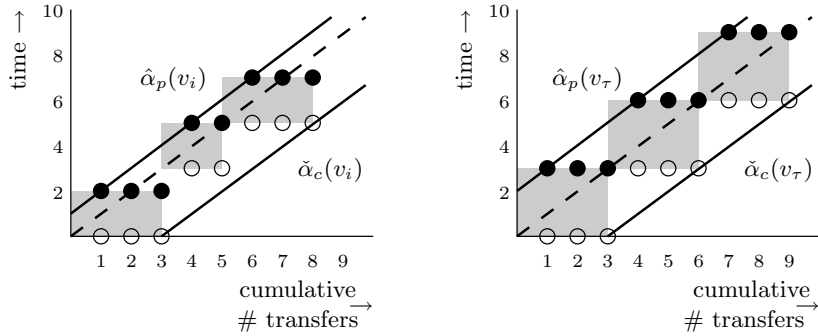 10
8
6
4
2
time →
α̂p(vi)
α̌c(vi)
1 2 3 4 5 6 7 8 9
cumulative
# transfers →
10
8
6
4
2
time →
α̂p(vτ)
α̌c(vτ)
1 2 3 4 5 6 7 8 9
cumulative
# transfers →